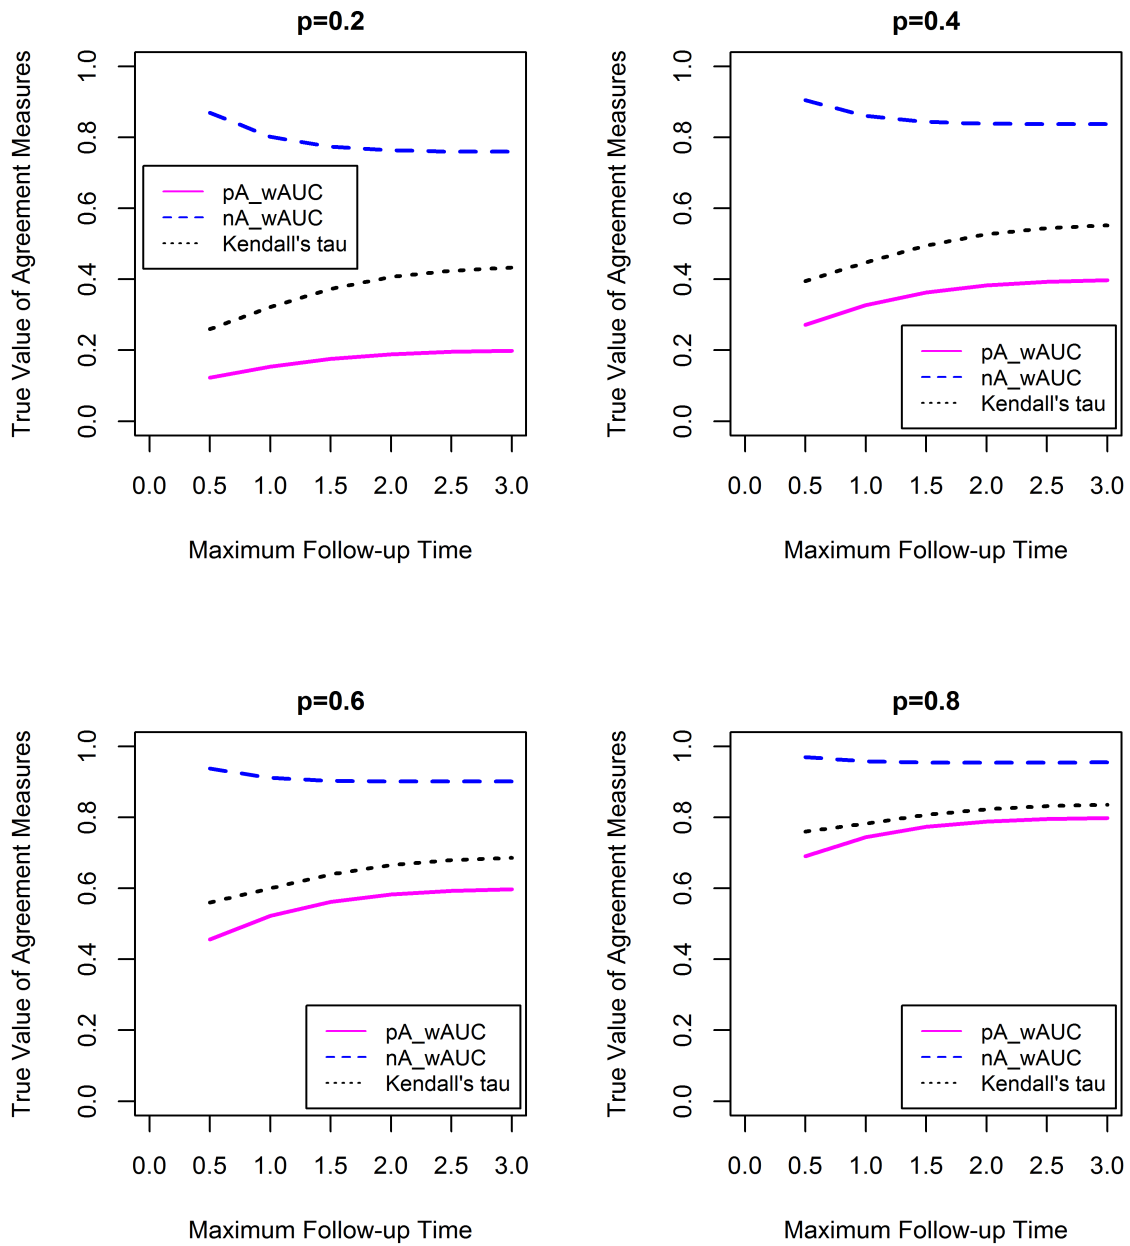 p=0.2
True Value of Agreement Measures
1.0
0.8
0.6
0.4
0.2
0.0
pA_wAUC
nA_wAUC
Kendall's tau
0.0 0.5 1.0 1.5 2.0 2.5 3.0
Maximum Follow-up Time
p=0.4
True Value of Agreement Measures
1.0
0.8
0.6
0.4
0.2
0.0
pA_wAUC
nA_wAUC
Kendall's tau
0.0 0.5 1.0 1.5 2.0 2.5 3.0
Maximum Follow-up Time
p=0.6
True Value of Agreement Measures
1.0
0.8
0.6
0.4
0.2
0.0
pA_wAUC
nA_wAUC
Kendall's tau
0.0 0.5 1.0 1.5 2.0 2.5 3.0
Maximum Follow-up Time
p=0.8
True Value of Agreement Measures
1.0
0.8
0.6
0.4
0.2
0.0
pA_wAUC
nA_wAUC
Kendall's tau
0.0 0.5 1.0 1.5 2.0 2.5 3.0
Maximum Follow-up Time